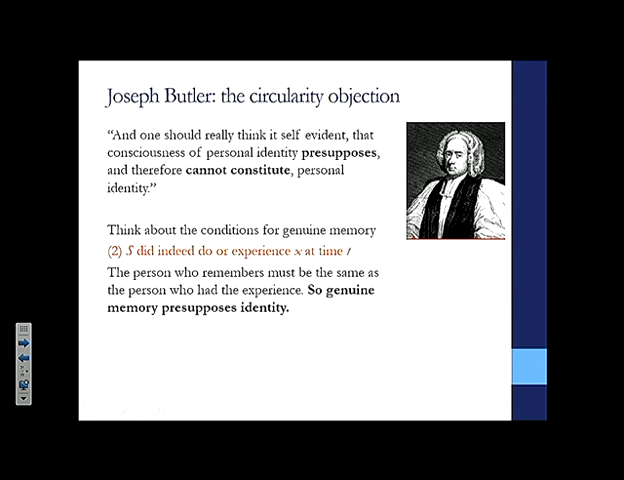 Joseph Butler: the circularity objection
“And one should really think it self evident, that
consciousness of personal identity presupposes,
and therefore cannot constitute, personal
identity.”
Think about the conditions for genuine memory
(2) S did indeed do or experience x at time t
The person who remembers must be the same as
the person who had the experience. So genuine
memory presupposes identity.